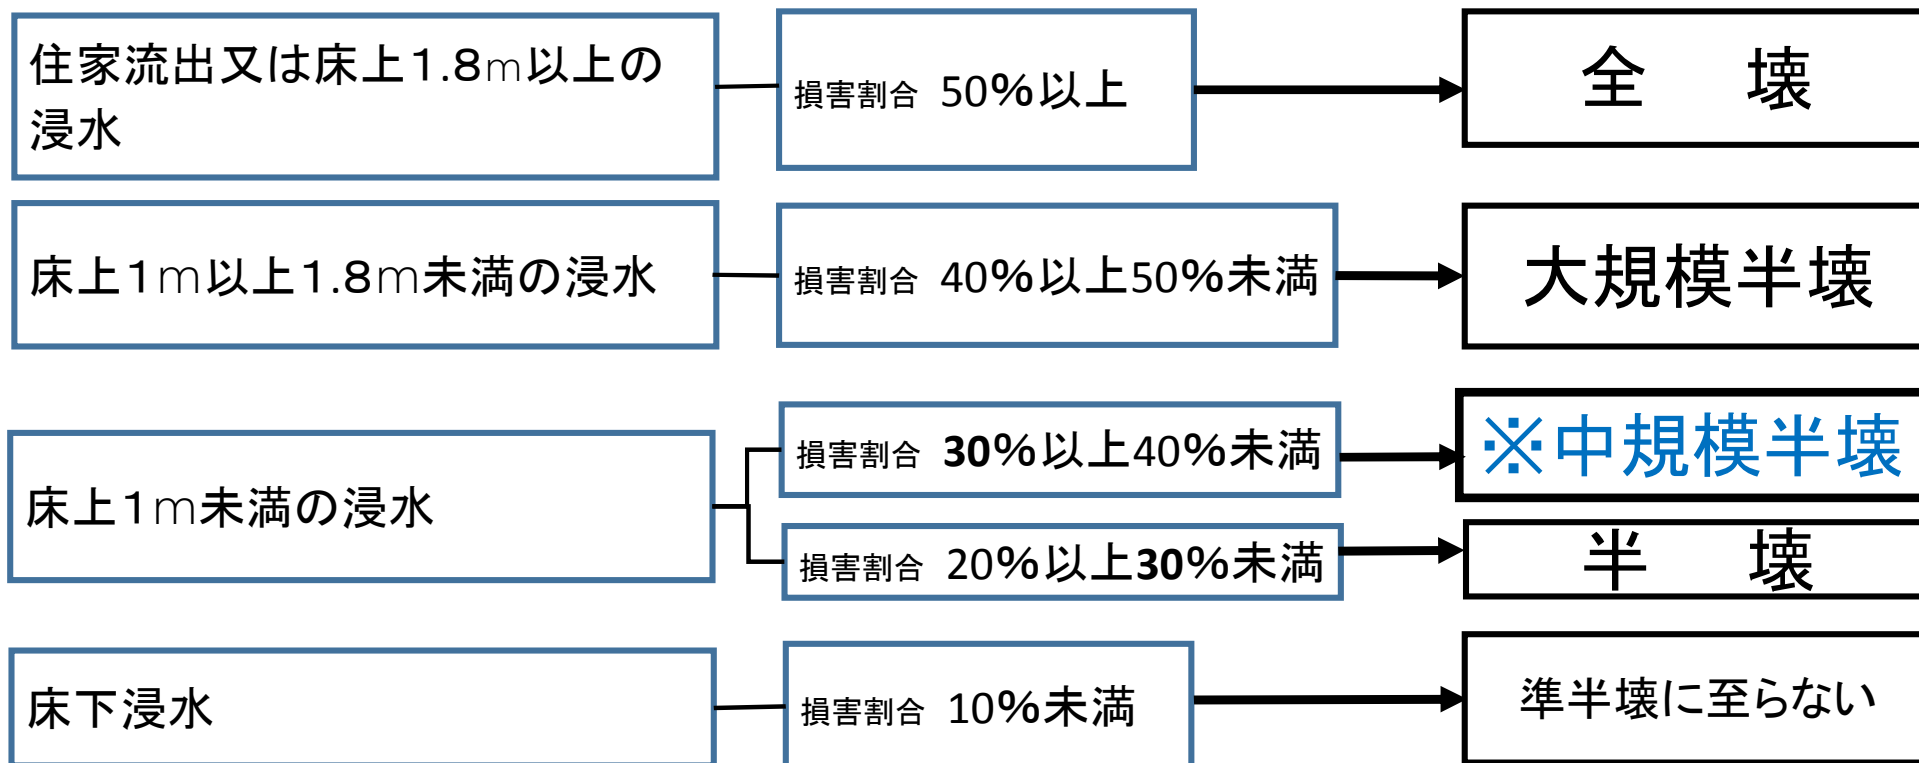 住家流出又は床上1.8m以上の
浸水
損害割合 50%以上
全　　壊
床上1m以上1.8m未満の浸水
損害割合 40%以上50%未満
大規模半壊
床上1m未満の浸水
損害割合 30%以上40%未満
※中規模半壊
損害割合 20%以上30%未満
半　　壊
床下浸水
損害割合 10%未満
準半壊に至らない